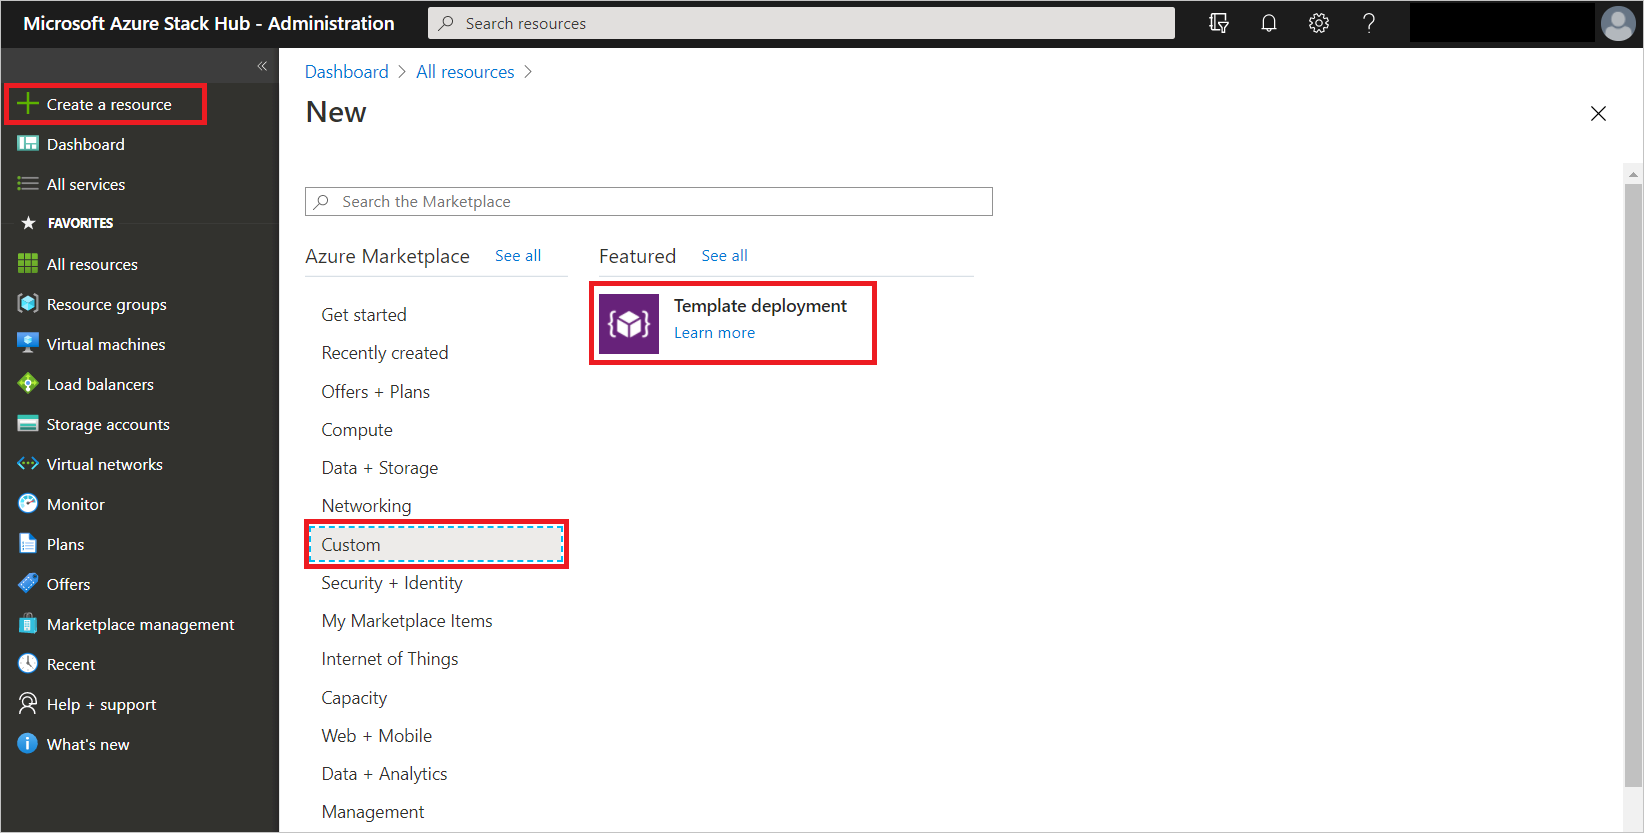 Microsoft Azure Stack Hub - Administration
Search resources
Create a resource
Dashboard
All services
FAVORITES
All resources
Resource groups
Virtual machines
Load balancers
Storage accounts
Virtual networks
Monitor
Plans
Offers
Marketplace management
Recent
Help + support
What's new
Dashboard > All resources >
New
Search the Marketplace
Azure Marketplace See all
Get started
Recently created
Offers + Plans
Compute
Data + Storage
Networking
Custom
Security + Identity
My Marketplace Items
Internet of Things
Capacity
Web + Mobile
Data + Analytics
Management
Featured See all
Template deployment
Learn more